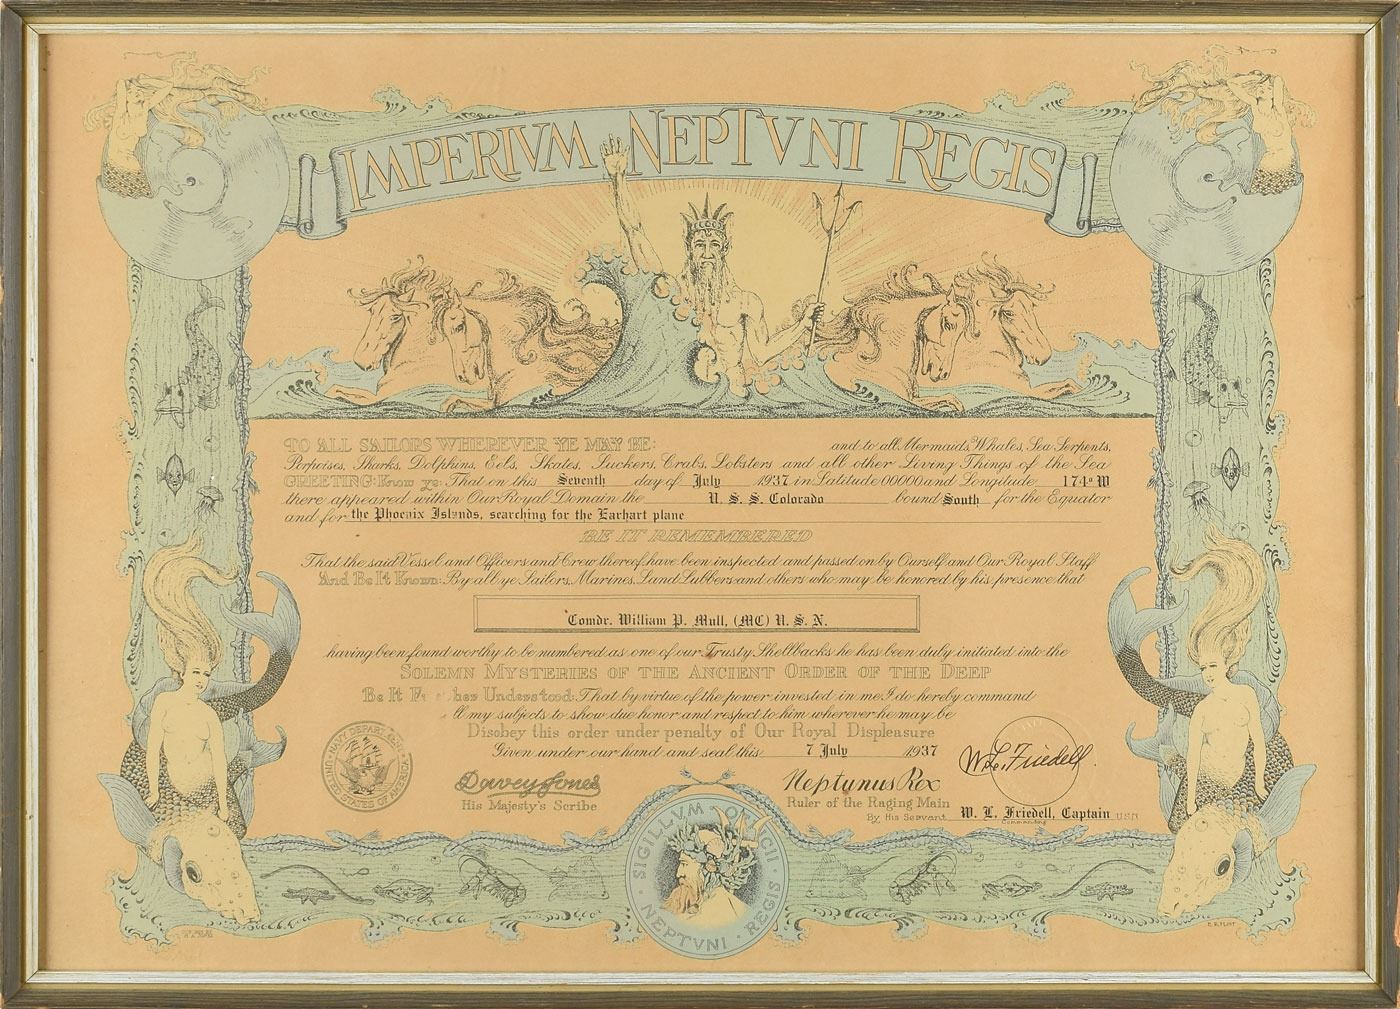 IMPERIVM NEPTVNI REGIS
TO ALL SAILORS WHEREVER YE MAY BE: and to all Mermaids, Whales, Sea Serpents,
Porpoises, Sharks, Dolphins, Eels, Skates, Suckers, Crabs, Lobsters and all other Living Things of the Sea
GREETING: Know ye: That on this Seventh day of July 1937 in Latitude 00000 and Longitude 174° W
there appeared within Our Royal Domain the U. S. S. Colorado bound South for the Equator
and for the Phoenix Islands, searching for the Earhart plane
BE IT REMEMBERED
That the said Vessel and Officers and Crew thereof have been inspected and passed on by Ourself and Our Royal Staff
And Be It Known: By all ye Sailors, Marines, Land Lubbers and others who may be honored by his presence that
Comdr. William P. Mull, (MC) U. S. N.
having been found worthy to be numbered as one of our Trusty Shellbacks he has been duly initiated into the
SOLEMN MYSTERIES OF THE ANCIENT ORDER OF THE DEEP
Be It F her Understood: That by virtue of the power invested in me I do hereby command
ll my subjects to show due honor and respect to him wherever he may be
Disobey this order under penalty of Our Royal Displeasure
Given under our hand and seal this 7 July 1937
NAVY DEPARTMENT
UNITED STATES OF AMERICA
Davey Jones
His Majesty's Scribe
Neptunus Rex
Ruler of the Raging Main
W. L. Friedell
By His Servant W. L. Friedell, Captain USN
Commanding
SIGILLVM OFFICII
NEPTVNI REGIS